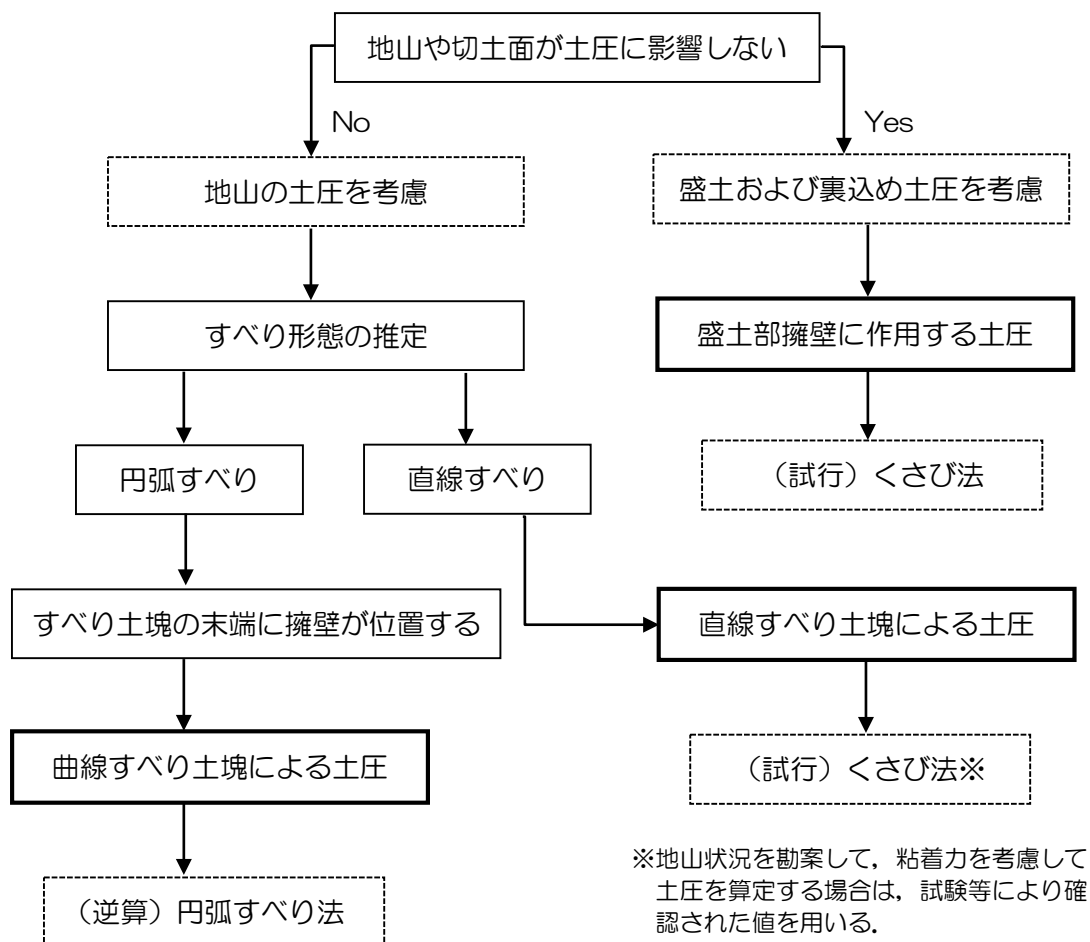 地山や切土面が土圧に影響しない
No
Yes
地山の土圧を考慮
盛土および裏込め土圧を考慮
すべり形態の推定
盛土部擁壁に作用する土圧
円弧すべり
直線すべり
(試行)くさび法
すべり土塊の末端に擁壁が位置する
直線すべり土塊による土圧
曲線すべり土塊による土圧
(試行)くさび法※
※地山状況を勘案して,粘着力を考慮して
土圧を算定する場合は,試験等により確
認された値を用いる.
(逆算)円弧すべり法